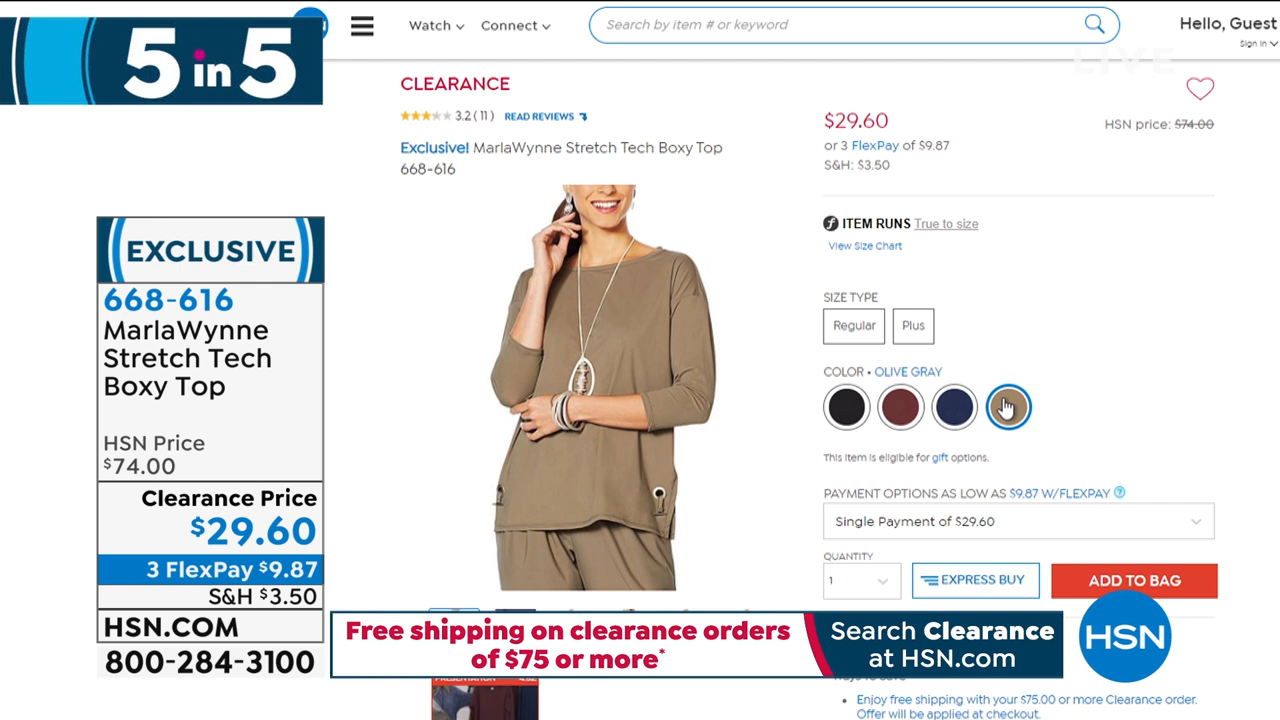 5 in 5
Watch
Connect
Search by item # or keyword
Hello, Guest
Sign In
LIVE
CLEARANCE
3.2 ( 11 ) READ REVIEWS
Exclusive! MarlaWynne Stretch Tech Boxy Top
668-616
$29.60
HSN price: $74.00
or 3 FlexPay of $9.87
S&H: $3.50
ITEM RUNS True to size
View Size Chart
SIZE TYPE
Regular
Plus
COLOR • OLIVE GRAY
This item is eligible for gift options.
PAYMENT OPTIONS AS LOW AS $9.87 W/FLEXPAY ?
Single Payment of $29.60
QUANTITY
1
EXPRESS BUY
ADD TO BAG
EXCLUSIVE
668-616
MarlaWynne
Stretch Tech
Boxy Top
HSN Price
$74.00
Clearance Price
$29.60
3 FlexPay $9.87
S&H $3.50
HSN.COM
800-284-3100
Free shipping on clearance orders
of $75 or more*
Search Clearance
at HSN.com
HSN
• Enjoy free shipping with your $75.00 or more Clearance order.
Offer will be applied at checkout.